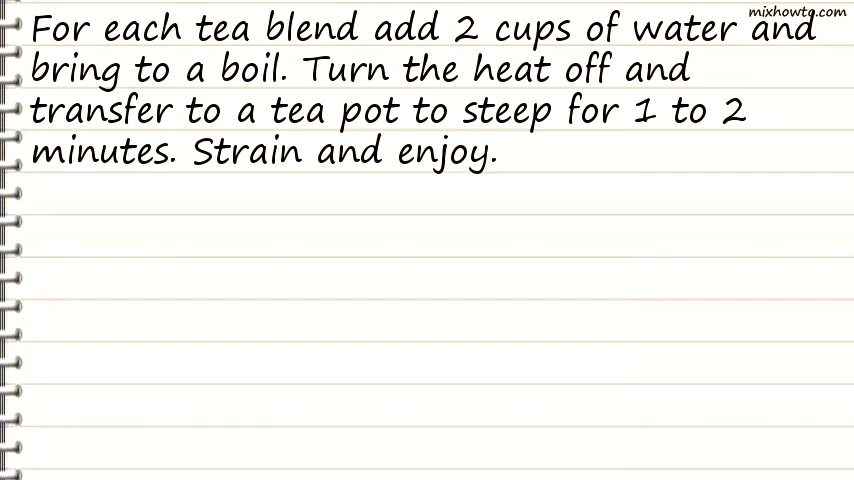 mixhowto.com
For each tea blend add 2 cups of water and
bring to a boil. Turn the heat off and
transfer to a tea pot to steep for 1 to 2
minutes. Strain and enjoy.